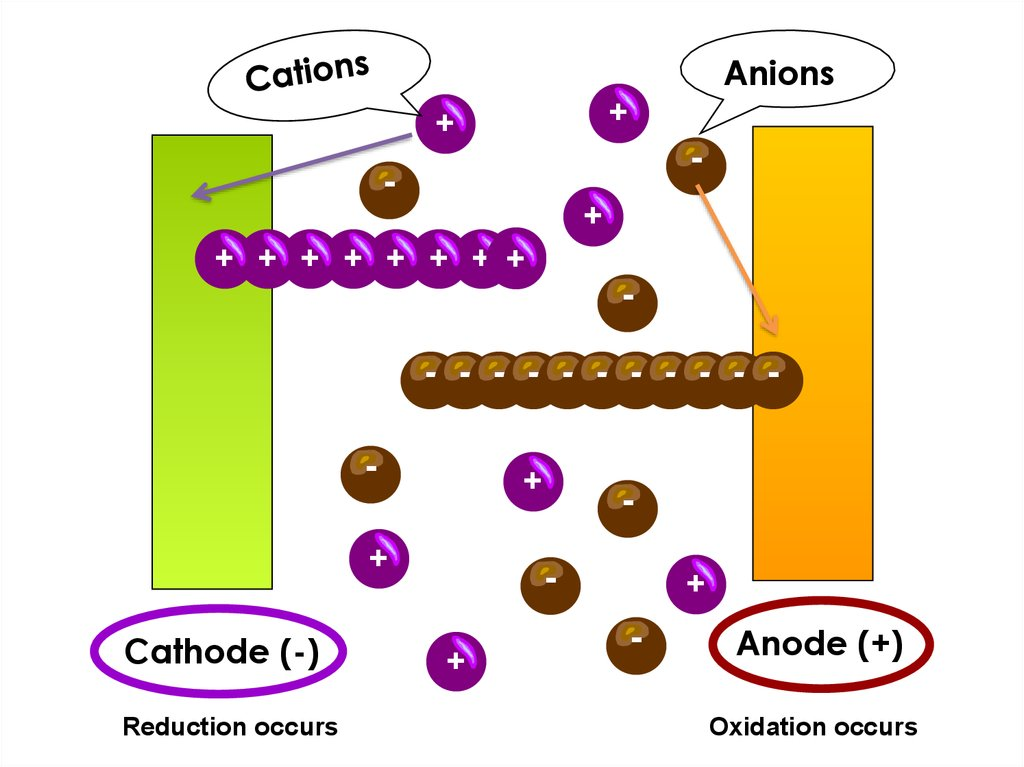 Cations
Anions
+
+
-
-
+
+ + + + + + + +
-
- - - - - - - - - - -
-
+
-
+
-
+
-
+
Cathode (-)
Anode (+)
Reduction occurs
Oxidation occurs